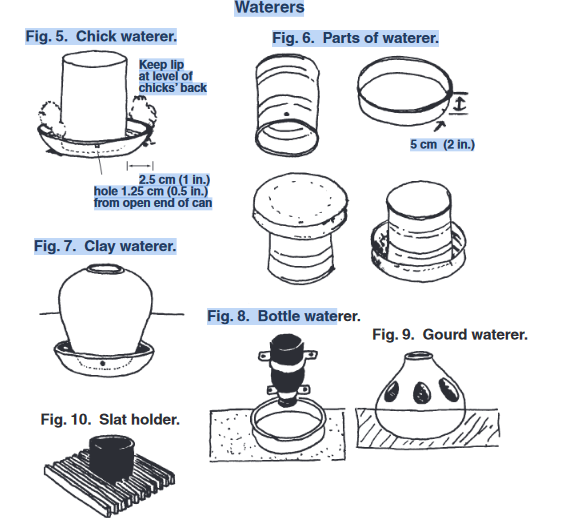 Waterers
Fig. 5. Chick waterer.
Keep lip
at level of
chicks' back
2.5 cm (1 in.)
hole 1.25 cm (0.5 in.)
from open end of can
Fig. 6. Parts of waterer.
5 cm (2 in.)
Fig. 7. Clay waterer.
Fig. 8. Bottle waterer.
Fig. 9. Gourd waterer.
Fig. 10. Slat holder.